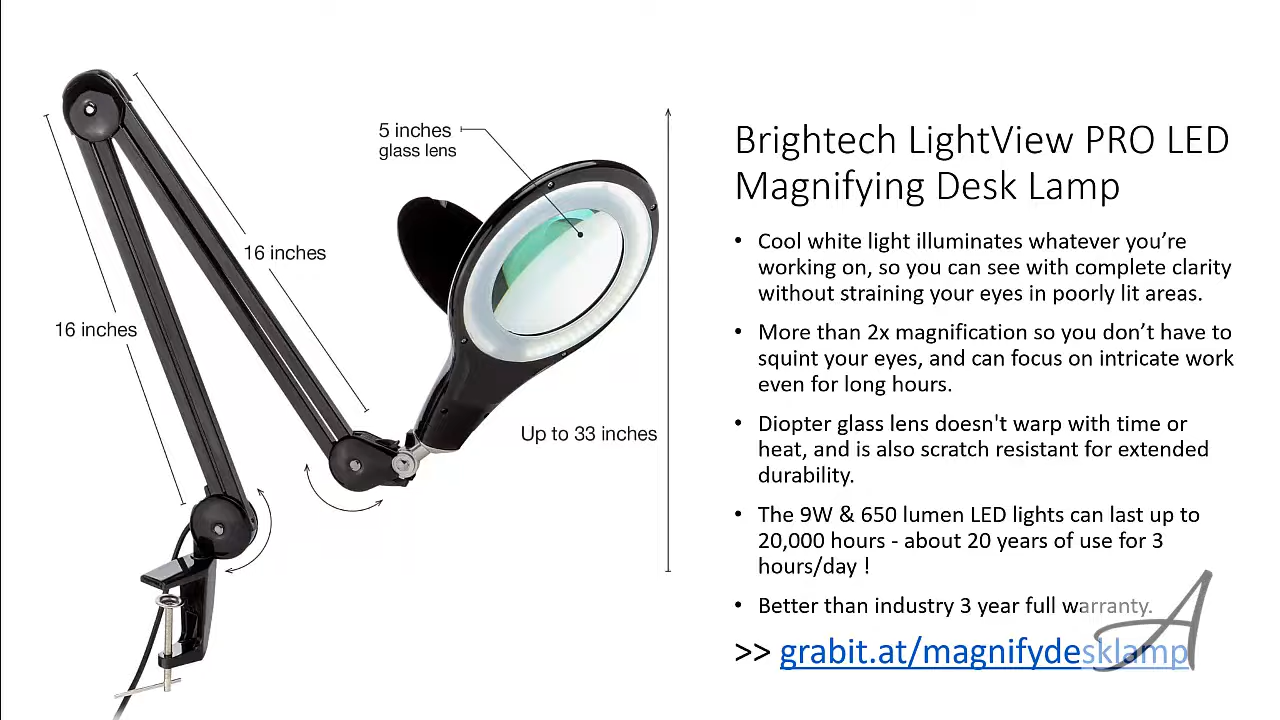 5 inches
glass lens
16 inches
16 inches
Up to 33 inches
Brightech LightView PRO LED
Magnifying Desk Lamp
• Cool white light illuminates whatever you’re
working on, so you can see with complete clarity
without straining your eyes in poorly lit areas.
• More than 2x magnification so you don’t have to
squint your eyes, and can focus on intricate work
even for long hours.
• Diopter glass lens doesn't warp with time or
heat, and is also scratch resistant for extended
durability.
• The 9W & 650 lumen LED lights can last up to
20,000 hours - about 20 years of use for 3
hours/day !
• Better than industry 3 year full warranty.
>> grabit.at/magnifydesklamp
A